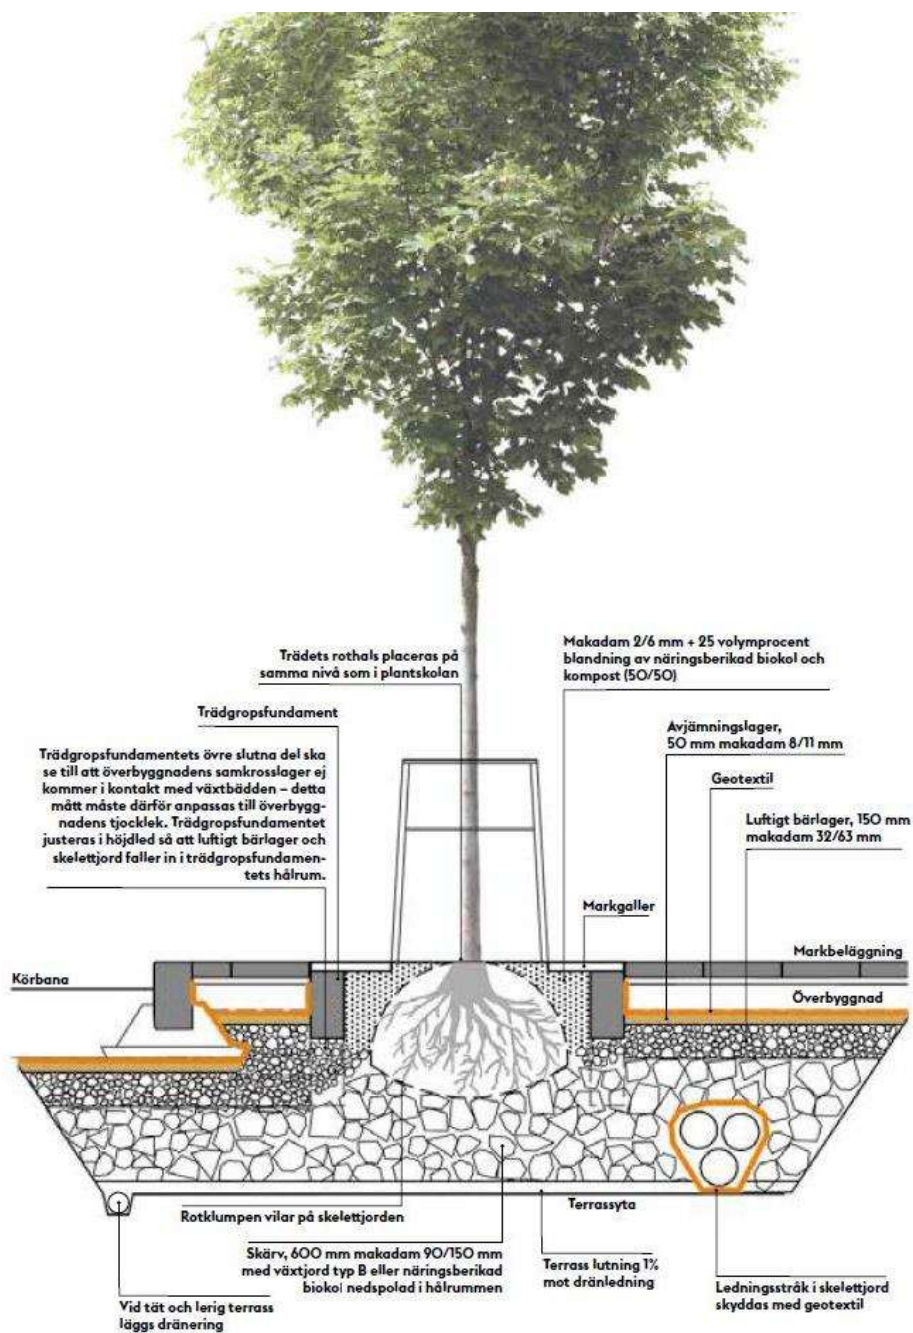 Trädets rothals placeras på
samma nivå som i plantskolan
Makadam 2/6 mm + 25 volymprocent
blandning av näringsberikad biokol och
kompost (50/50)
Trädgropsfundament
Avjämningslager,
50 mm makadam 8/11 mm
Trädgropsfundamentets övre slutna del ska
se till att överbyggnadens samkrosslager ej
kommer i kontakt med växtbädden – detta
mått måste därför anpassas till överbygg-
nadens tjocklek. Trädgropsfundamentet
justeras i höjdled så att luftigt bärlager och
skelettjord faller in i trädgropsfundamen-
tets hålrum.
Geotextil
Luftigt bärlager, 150 mm
makadam 32/63 mm
Markgaller
Markbeläggning
Körbana
Överbyggnad
Rotklumpen vilar på skelettjorden
Terrassyta
Skärv, 600 mm makadam 90/150 mm
med växtjord typ B eller näringsberikad
biokol nedspolad i hålrummen
Terrass lutning 1%
mot dränledning
Ledningsstråk i skelettjord
skyddas med geotextil
Vid tät och lerig terrass
läggs dränering